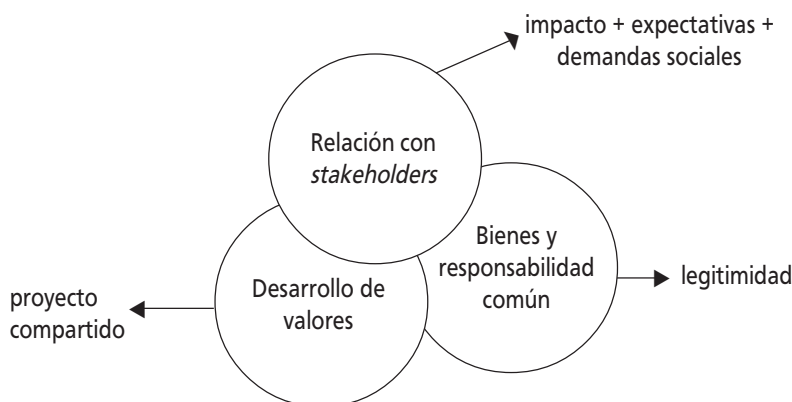 impacto + expectativas +
demandas sociales
Relación con
stakeholders
Bienes y
responsabilidad
común
legitimidad
Desarrollo de
valores
proyecto
compartido